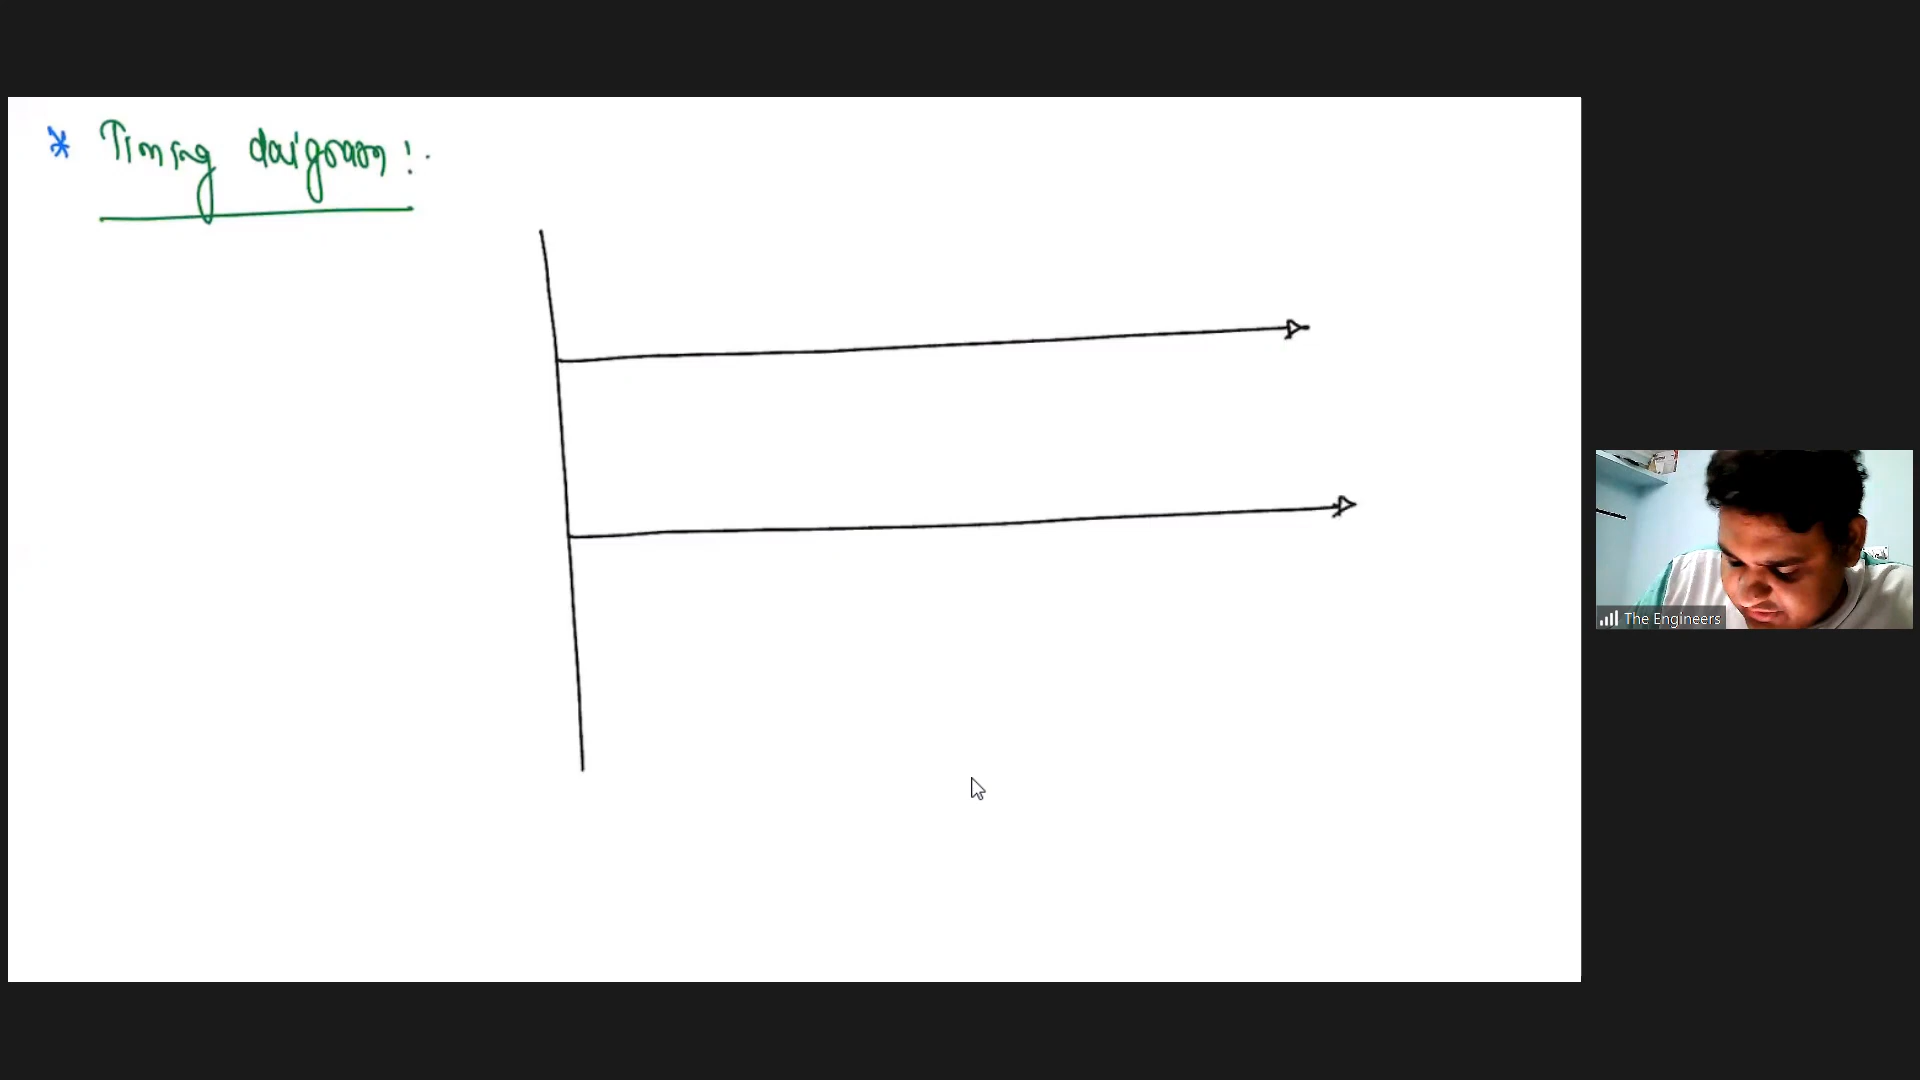 * Timing daigram :-
The Engineers